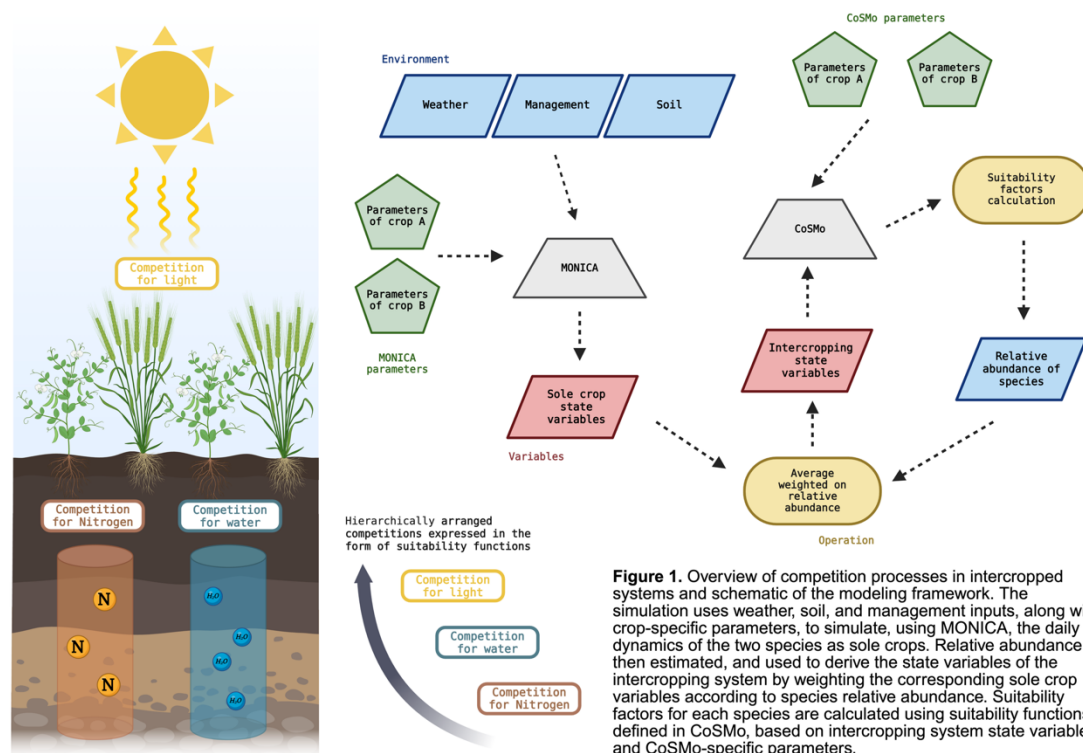 Competition
for light
Competition
for Nitrogen
Competition
for water
N
N
N
H₂O
H₂O
H₂O
H₂O
Environment
Weather
Management
Soil
CoSMo parameters
Parameters
of crop A
Parameters
of crop B
Parameters
of crop A
Parameters
of crop B
MONICA
parameters
MONICA
CoSMo
Suitability
factors
calculation
Sole crop
state
variables
Variables
Intercropping
state
variables
Relative
abundance of
species
Average
weighted on
relative
abundance
Operation
Hierarchically arranged
competitions expressed in the
form of suitability functions
Competition
for light
Competition
for water
Competition
for Nitrogen
Figure 1. Overview of competition processes in intercropped
systems and schematic of the modeling framework. The
simulation uses weather, soil, and management inputs, along w
crop-specific parameters, to simulate, using MONICA, the daily
dynamics of the two species as sole crops. Relative abundance
then estimated, and used to derive the state variables of the
intercropping system by weighting the corresponding sole crop
variables according to species relative abundance. Suitability
factors for each species are calculated using suitability functions
defined in CoSMo, based on intercropping system state variable
and CoSMo-specific parameters.